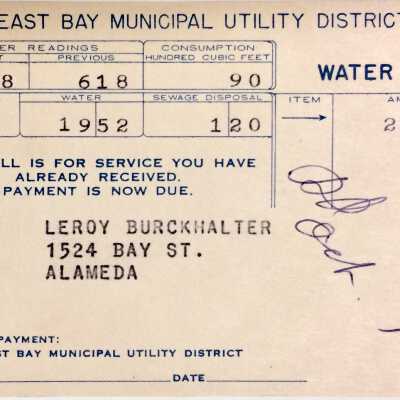 EAST BAY MUNICIPAL UTILITY DISTRICT
READINGS CONSUMPTION
PREVIOUS HUNDRED CUBIC FEET
8 618 90
WATER
WATER SEWAGE DISPOSAL ITEM
1952 120 2
BILL IS FOR SERVICE YOU HAVE
ALREADY RECEIVED.
PAYMENT IS NOW DUE.
LEROY BURCKHALTER
1524 BAY ST.
ALAMEDA
PAYMENT:
EAST BAY MUNICIPAL UTILITY DISTRICT
DATE